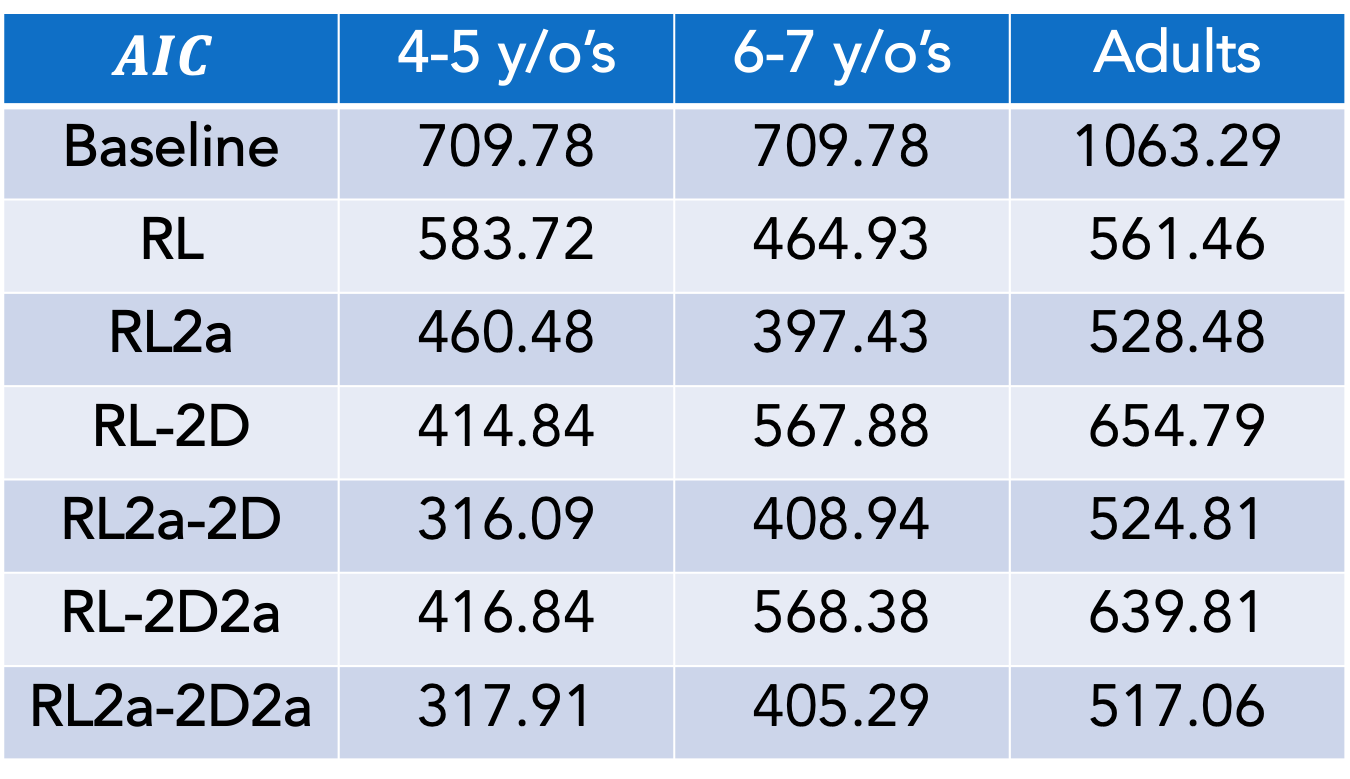 AIC 4-5 y/o’s 6-7 y/o’s Adults
Baseline 709.78 709.78 1063.29
RL 583.72 464.93 561.46
RL2a 460.48 397.43 528.48
RL-2D 414.84 567.88 654.79
RL2a-2D 316.09 408.94 524.81
RL-2D2a 416.84 568.38 639.81
RL2a-2D2a 317.91 405.29 517.06